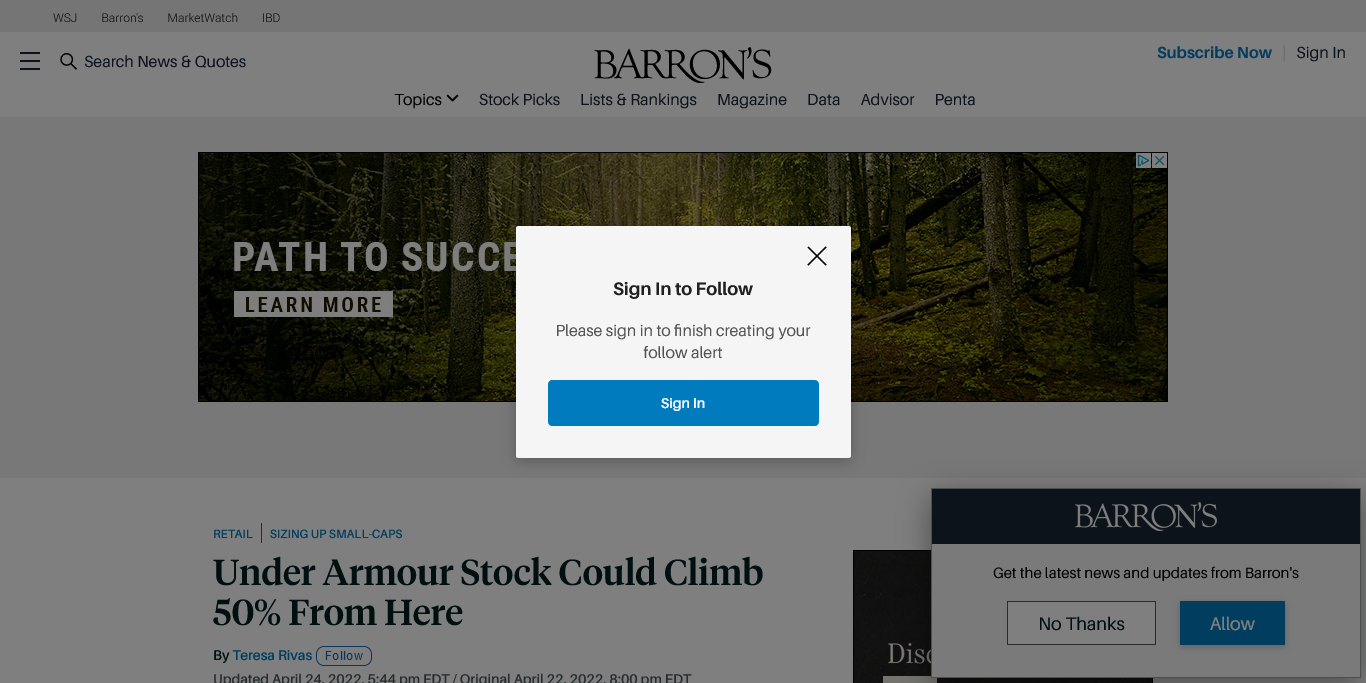 WSJ Barron's MarketWatch IBD
Search News & Quotes
BARRON'S
Subscribe Now Sign In
Topics Stock Picks Lists & Rankings Magazine Data Advisor Penta
PATH TO SUCCE
LEARN MORE
Sign In to Follow
Please sign in to finish creating your
follow alert
Sign In
RETAIL SIZING UP SMALL-CAPS
Under Armour Stock Could Climb
50% From Here
By Teresa Rivas Follow
Updated April 24, 2022, 5:44 pm EDT / Original April 22, 2022, 8:00 pm EDT
Disc
BARRON'S
Get the latest news and updates from Barron's
No Thanks Allow